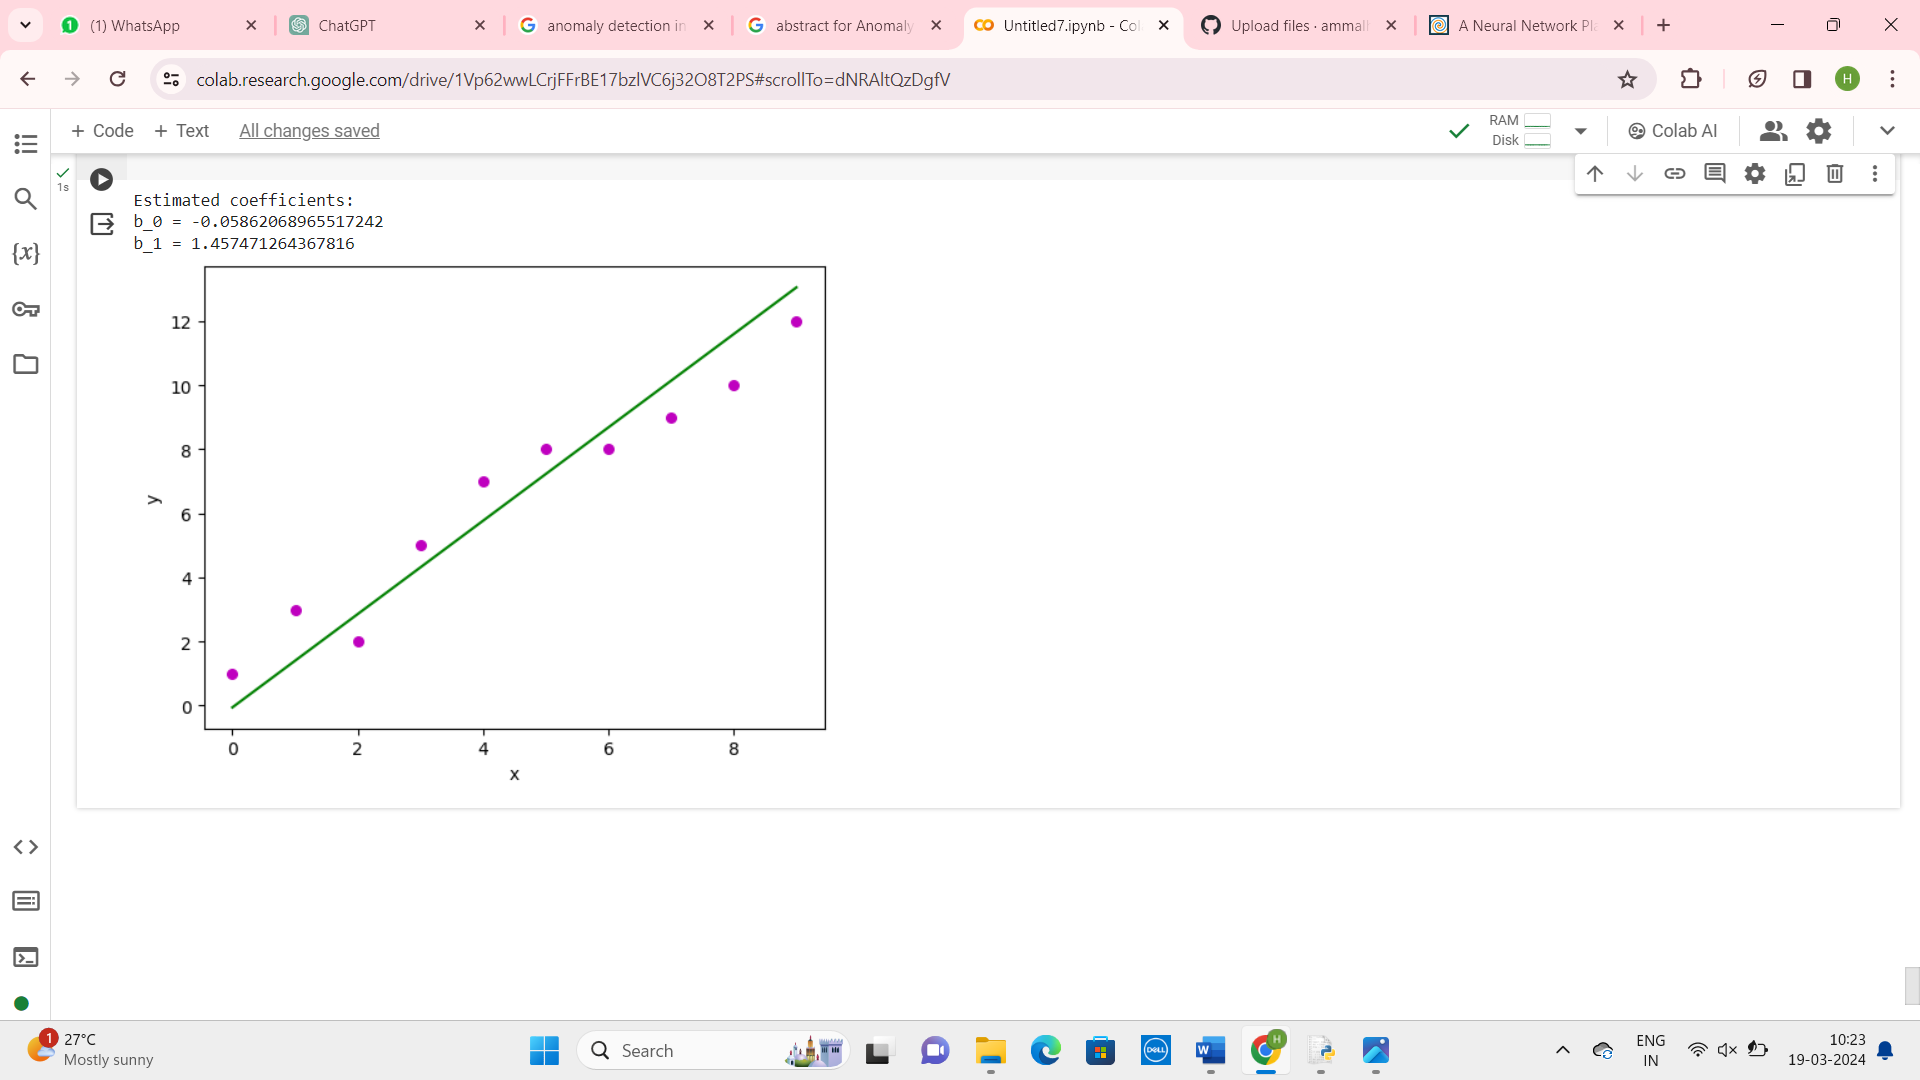 (1) WhatsApp
ChatGPT
anomaly detection in
abstract for Anomaly
Untitled7.ipynb - Col
Upload files · ammalh
A Neural Network Pla
colab.research.google.com/drive/1Vp62wwLCrjFFrBE17bzlVC6j32O8T2PS#scrollTo=dNRAltQzDgfV
H
+ Code + Text All changes saved
RAM
Disk
Colab AI
1s
{x}
Estimated coefficients:
b_0 = -0.05862068965517242
b_1 = 1.457471264367816
12
10
8
6
4
2
0
y
0 2 4 6 8
x
1
27°C
Mostly sunny
Search
DELL
W
H
ENG
IN
10:23
19-03-2024